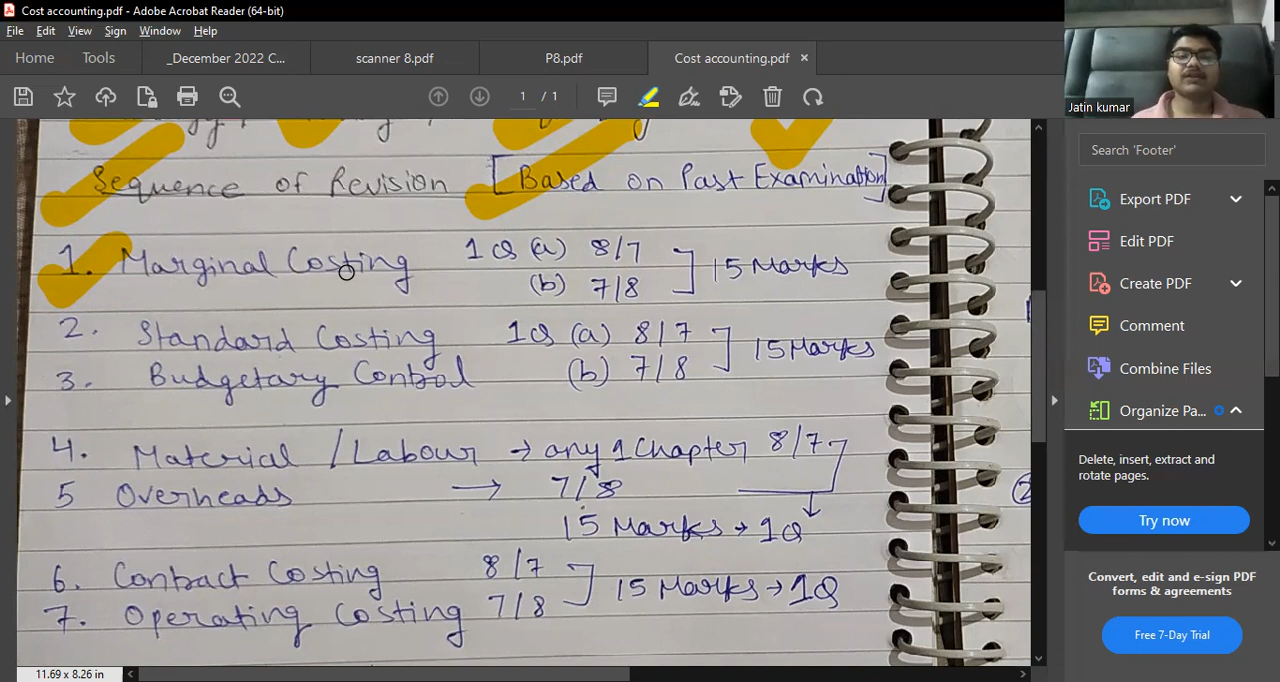 Cost accounting.pdf - Adobe Acrobat Reader (64-bit)
File Edit View Sign Window Help
Home Tools _December 2022 C... scanner 8.pdf P8.pdf Cost accounting.pdf ×
1 / 1
Jatin kumar
Sequence of Revision [Based on Past Examination]
1. Marginal Costing 1Q (a) 8/7
(b) 7/8 ] 15 Marks
2. Standard Costing 1Q (a) 8/7
3. Budgetary Control (b) 7/8 ] 15 Marks
4. Material / Labour → any 1 Chapter 8/7
5 Overheads → 7/8
15 Marks → 1Q
6. Contract Costing 8/7
7. Operating Costing 7/8 ] 15 Marks → 1Q
11.69 x 8.26 in
Search 'Footer'
Export PDF
Edit PDF
Create PDF
Comment
Combine Files
Organize Pa...
Delete, insert, extract and
rotate pages.
Try now
Convert, edit and e-sign PDF
forms & agreements
Free 7-Day Trial